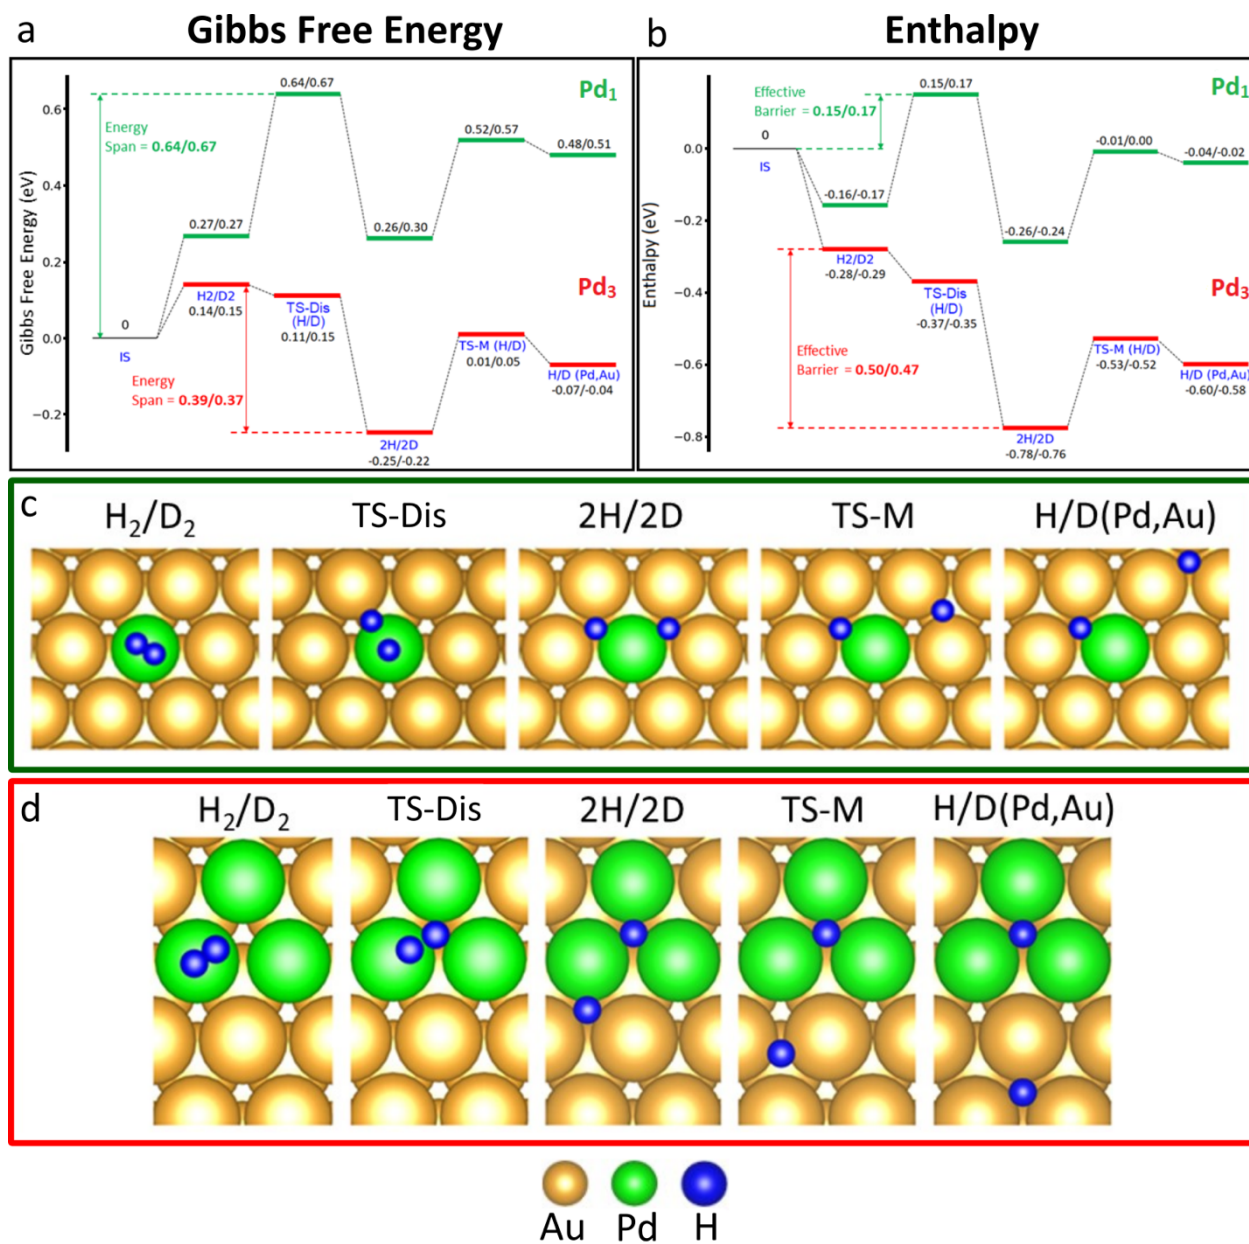 a
Gibbs Free Energy
b
Enthalpy
Gibbs Free Energy (eV)
0.6
0.4
0.2
0.0
−0.2
0.64/0.67
Pd1
Energy
Span = 0.64/0.67
0.52/0.57
0.48/0.51
0.27/0.27
0.26/0.30
H2/D2
0.14/0.15
TS-Dis
(H/D)
0.11/0.15
Pd3
0
IS
TS-M (H/D)
0.01/0.05
H/D (Pd,Au)
-0.07/-0.04
Energy
Span = 0.39/0.37
2H/2D
-0.25/-0.22
Enthalpy (eV)
0.0
−0.2
−0.4
−0.6
−0.8
Effective
Barrier = 0.15/0.17
0.15/0.17
Pd1
0
IS
-0.01/0.00
-0.04/-0.02
-0.16/-0.17
-0.26/-0.24
H2/D2
-0.28/-0.29
TS-Dis
(H/D)
-0.37/-0.35
Pd3
Effective
Barrier = 0.50/0.47
TS-M (H/D)
-0.53/-0.52
H/D (Pd,Au)
-0.60/-0.58
2H/2D
-0.78/-0.76
c
H2/D2
TS-Dis
2H/2D
TS-M
H/D(Pd,Au)
d
H2/D2
TS-Dis
2H/2D
TS-M
H/D(Pd,Au)
Au
Pd
H